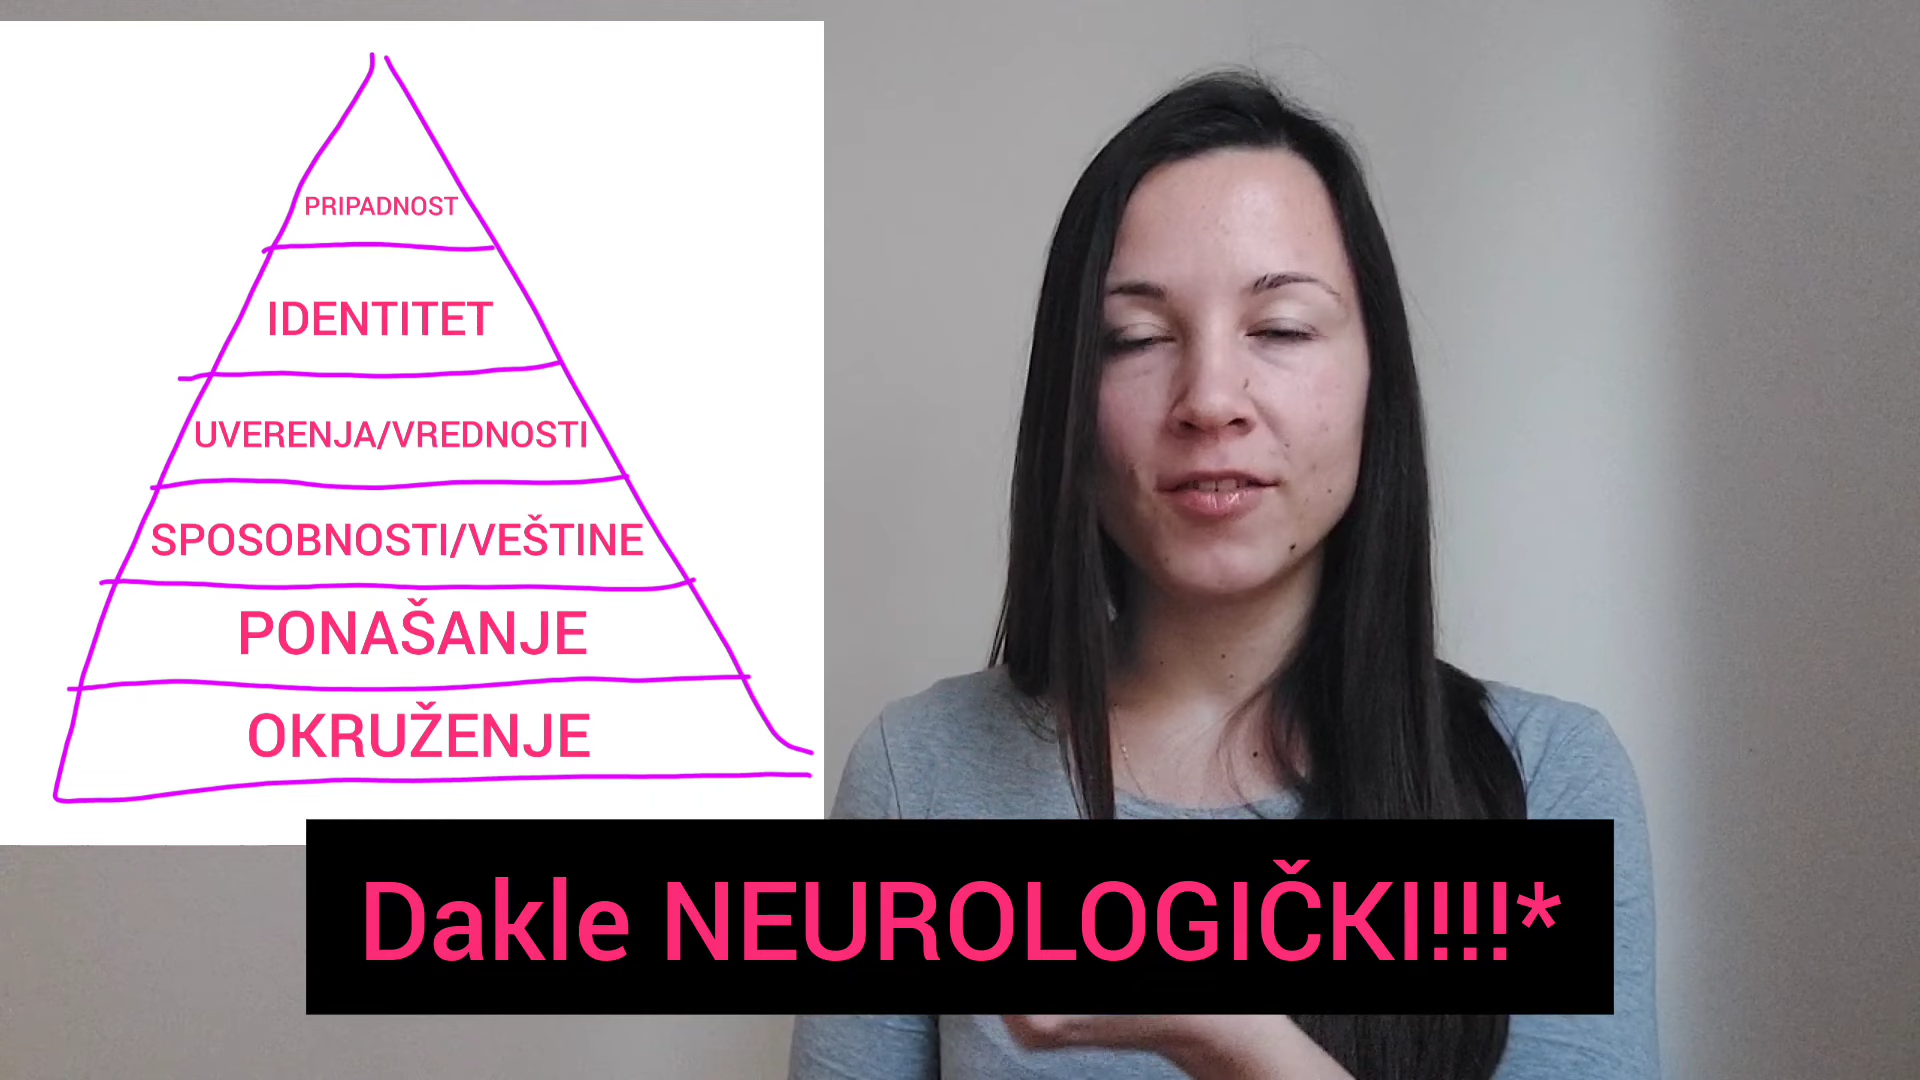 PRIPADNOST
IDENTITET
UVERENJA/VREDNOSTI
SPOSOBNOSTI/VEŠTINE
PONAŠANJE
OKRUŽENJE
Dakle NEUROLOGIČKI!!!*